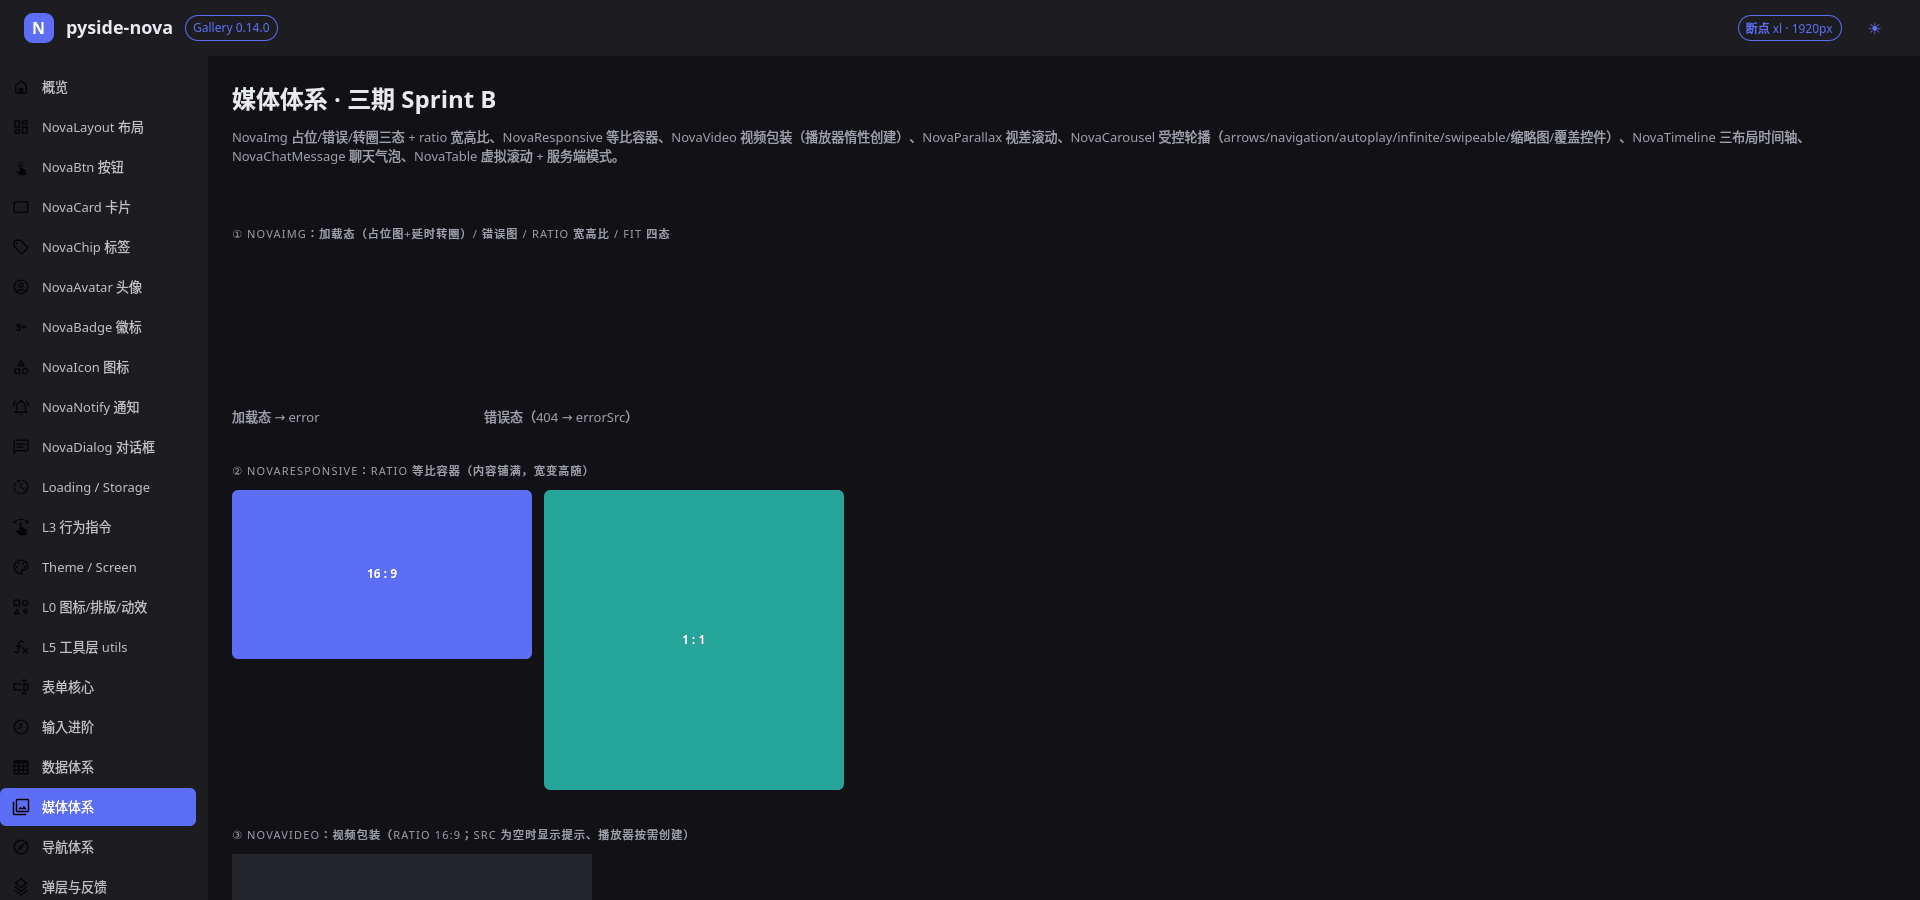 N pyside-nova Gallery 0.14.0 断点 xl · 1920px
概览
NovaLayout 布局
NovaBtn 按钮
NovaCard 卡片
NovaChip 标签
NovaAvatar 头像
9+ NovaBadge 徽标
NovaIcon 图标
NovaNotify 通知
NovaDialog 对话框
Loading / Storage
L3 行为指令
Theme / Screen
L0 图标/排版/动效
L5 工具层 utils
表单核心
输入进阶
数据体系
媒体体系
导航体系
弹层与反馈
媒体体系 · 三期 Sprint B
NovaImg 占位/错误/转圈三态 + ratio 宽高比、NovaResponsive 等比容器、NovaVideo 视频包装（播放器惰性创建）、NovaParallax 视差滚动、NovaCarousel 受控轮播（arrows/navigation/autoplay/infinite/swipeable/缩略图/覆盖控件）、NovaTimeline 三布局时间轴、
NovaChatMessage 聊天气泡、NovaTable 虚拟滚动 + 服务端模式。
① NOVAIMG：加载态（占位图+延时转圈）/ 错误图 / RATIO 宽高比 / FIT 四态
加载态 → error
错误态（404 → errorSrc）
② NOVARESPONSIVE：RATIO 等比容器（内容铺满，宽变高随）
16 : 9
1 : 1
③ NOVAVIDEO：视频包装（RATIO 16:9；SRC 为空时显示提示、播放器按需创建）